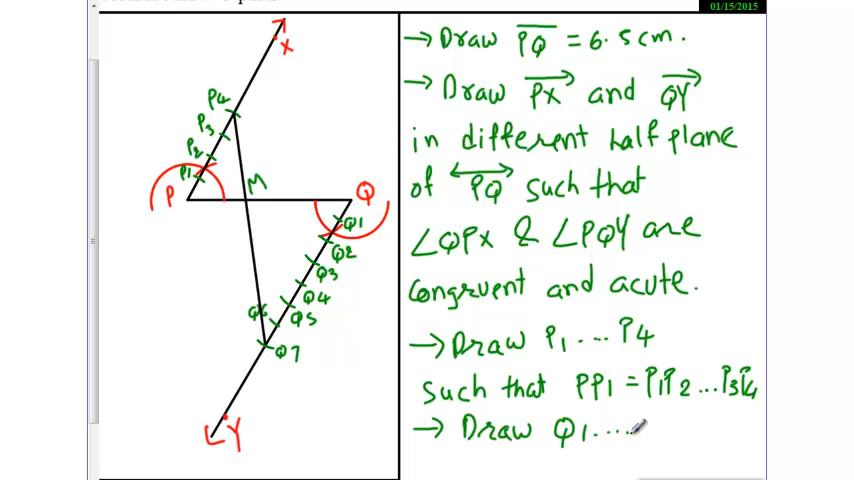 01/15/2015
X
P4
P3
P2
P1
P
M
Q
Q1
Q2
Q3
Q4
Q5
Q6
Q7
Y
→ Draw PQ = 6.5 cm.
→ Draw PX and QY
in different half plane
of PQ such that
∠QPX & ∠PQY are
congruent and acute.
→ Draw P1 ... P4
such that PP1 = P1P2 ... P3P4
→ Draw Q1.....